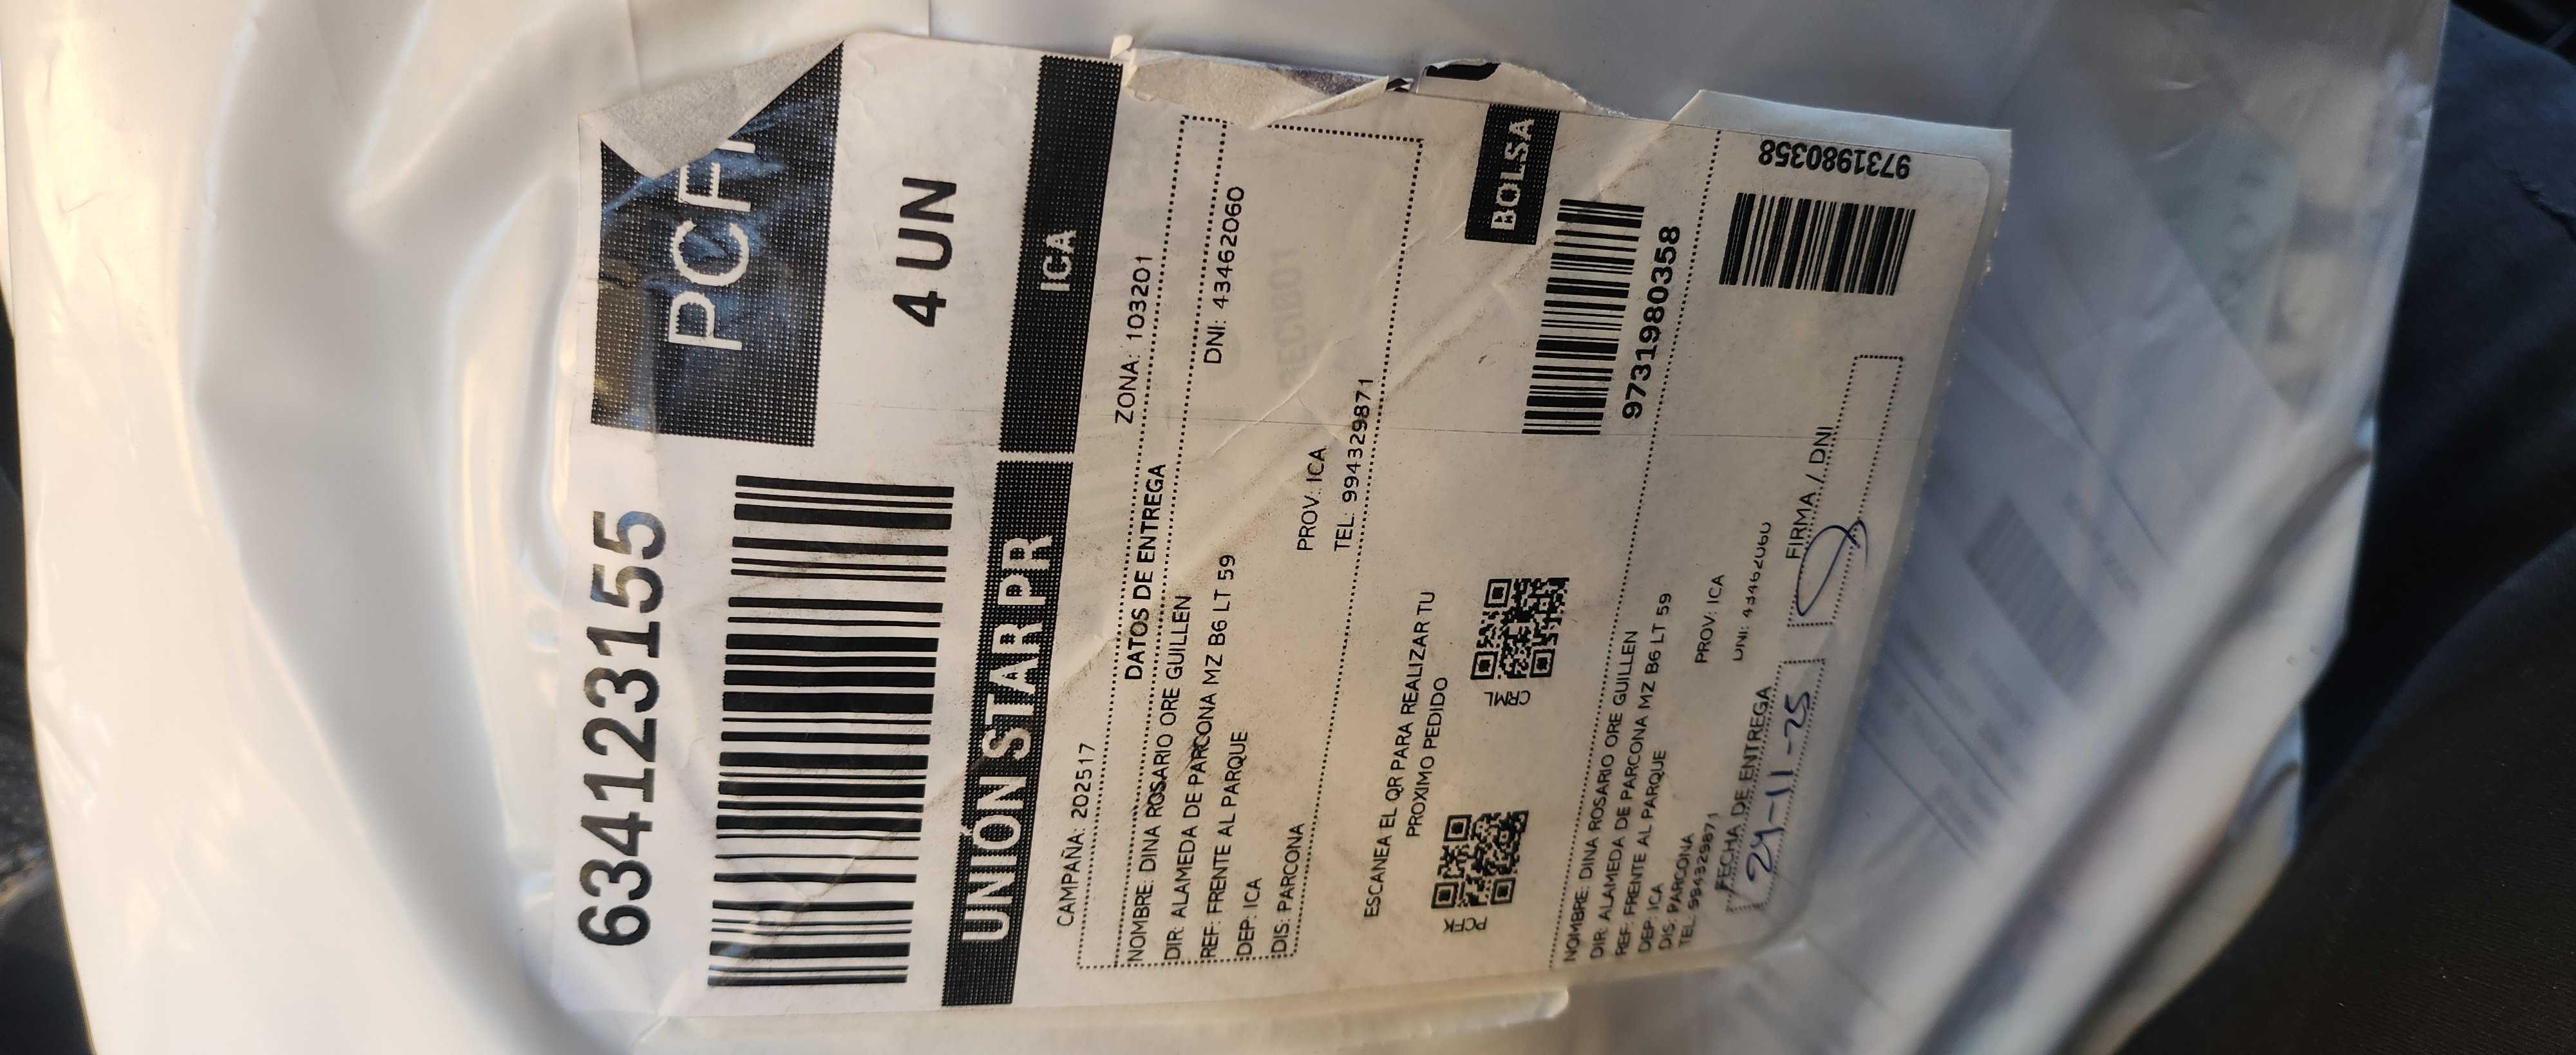 6341233155
PCFK
4 UN
UNIÓN STAR PR
ICA
CAMPAÑA: 202517
ZONA: 103201
DATOS DE ENTREGA
NOMBRE: DINA ROSARIO ORE GUILLEN
DIR: ALAMEDA DE PARCONA MZ B6 LT 59
DNI: 43462060
REF: FRENTE AL PARQUE
DEP: ICA
PROV: ICA
DIS: PARCONA
TEL: 994329871
ESCANEA EL QR PARA REALIZAR TU
PROXIMO PEDIDO
PCFK
CRML
BOLSA
9731980358
NOMBRE: DINA ROSARIO ORE GUILLEN
DIR: ALAMEDA DE PARCONA MZ B6 LT 59
REF: FRENTE AL PARQUE
DEP: ICA
PROV: ICA
DIS: PARCONA
TEL: 994329871
DNI: 43462060
FECHA DE ENTREGA
24-11-25
FIRMA / DNI
9731980358